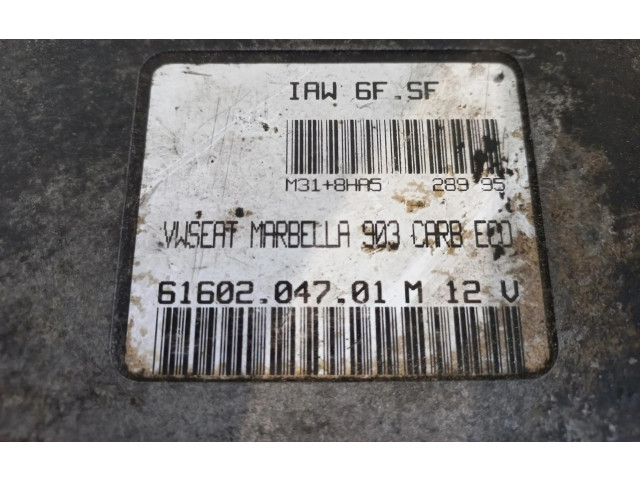 IAW 6F.SF
M31+8HA5 289 95
VWSEAT MARBELLA 903 CARB ECO
61602.047.01 M 12 V